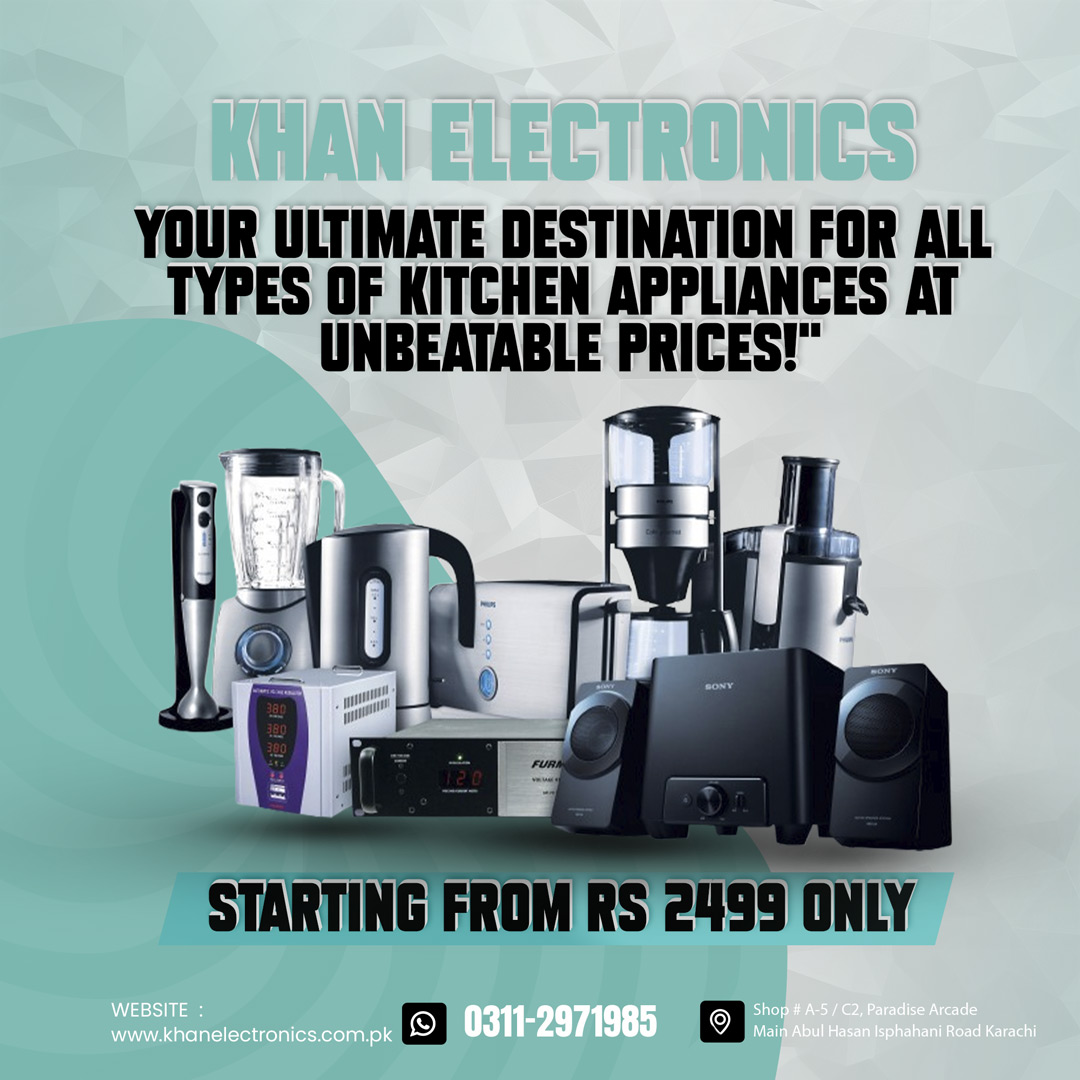 KHAN ELECTRONICS
YOUR ULTIMATE DESTINATION FOR ALL
TYPES OF KITCHEN APPLIANCES AT
UNBEATABLE PRICES!"
PHILIPS
SONY
SONY
SONY
380
380
380
120
FURM
STARTING FROM RS 2499 ONLY
WEBSITE :
www.khanelectronics.com.pk
0311-2971985
Shop # A-5 / C2, Paradise Arcade
Main Abul Hasan Isphahani Road Karachi